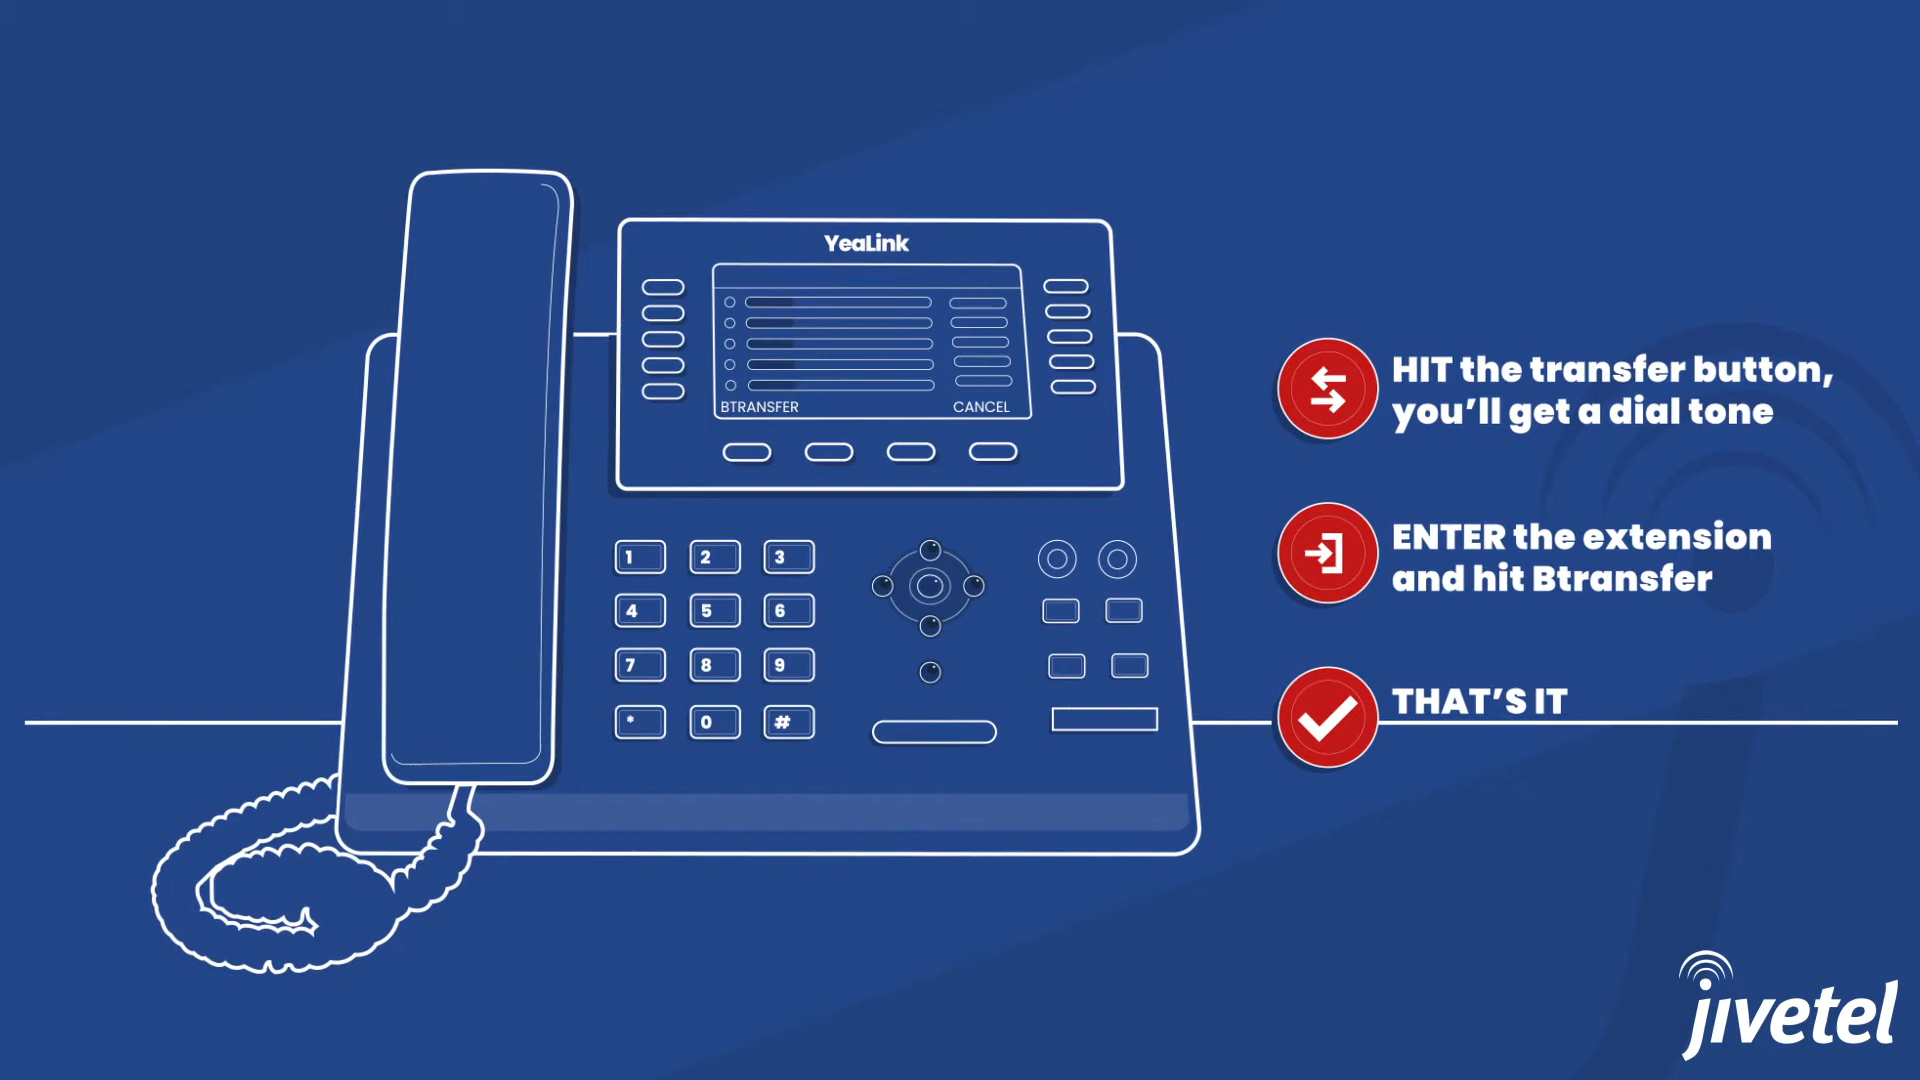 YeaLink
BTRANSFER CANCEL
1 2 3
4 5 6
7 8 9
* 0 #
HIT the transfer button,
you'll get a dial tone
ENTER the extension
and hit Btransfer
THAT'S IT
jivetel